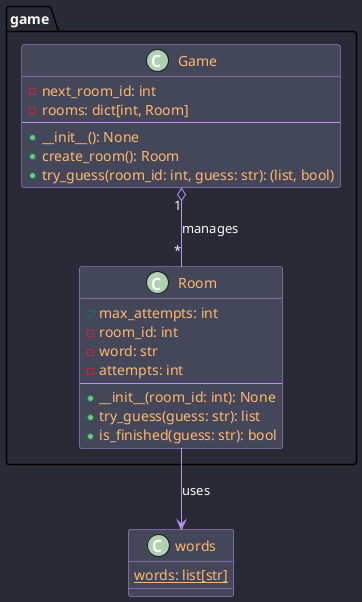 game
C Game
next_room_id: int
rooms: dict[int, Room]
__init__(): None
create_room(): Room
try_guess(room_id: int, guess: str): (list, bool)
1
manages
*
C Room
max_attempts: int
room_id: int
word: str
attempts: int
__init__(room_id: int): None
try_guess(guess: str): list
is_finished(guess: str): bool
uses
C words
words: list[str]